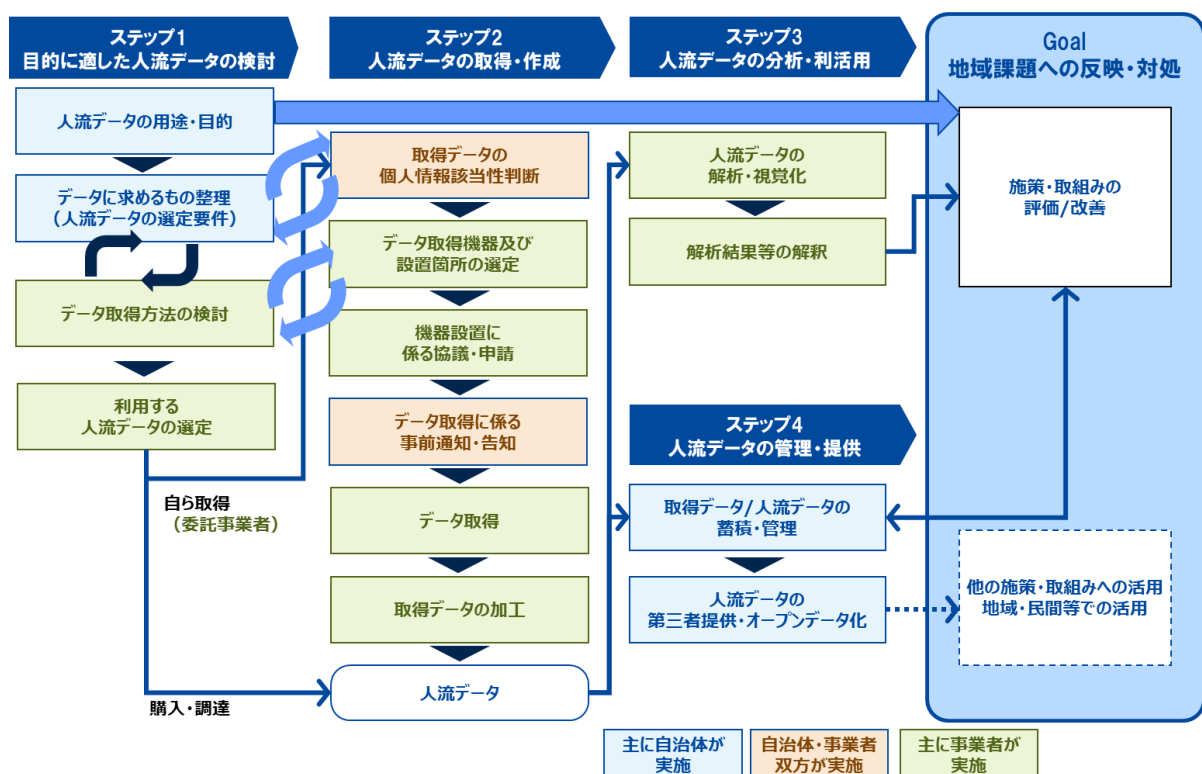 ステップ1
目的に適した人流データの検討
人流データの用途・目的
データに求めるもの整理
（人流データの選定要件）
データ取得方法の検討
利用する
人流データの選定
自ら取得
（委託事業者）
購入・調達
ステップ2
人流データの取得・作成
取得データの
個人情報該当性判断
データ取得機器及び
設置箇所の選定
機器設置に
係る協議・申請
データ取得に係る
事前通知・告知
データ取得
取得データの加工
人流データ
ステップ3
人流データの分析・利活用
人流データの
解析・視覚化
解析結果等の解釈
ステップ4
人流データの管理・提供
取得データ/人流データの
蓄積・管理
人流データの
第三者提供・オープンデータ化
Goal
地域課題への反映・対処
施策・取組みの
評価/改善
他の施策・取組みへの活用
地域・民間等での活用
主に自治体が
実施
自治体・事業者
双方が実施
主に事業者が
実施